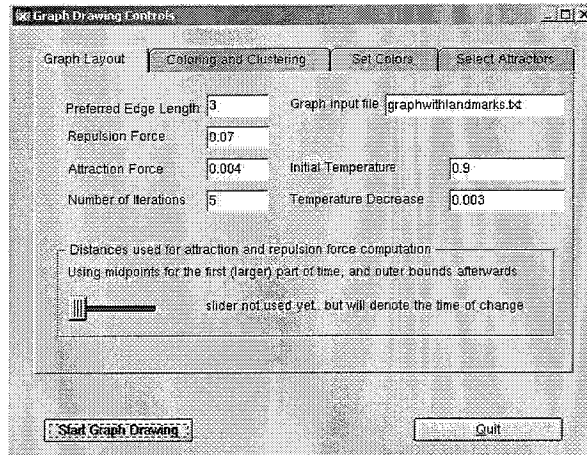 Graph Drawing Controls
Graph Layout Coloring and Clustering Set Colors Select Attractors
Preferred Edge Length 3 Graph input file graphwithlandmarks.txt
Repulsion Force 0.07
Attraction Force 0.004 Initial Temperature 0.9
Number of Iterations 5 Temperature Decrease 0.003
Distances used for attraction and repulsion force computation
Using midpoints for the first (larger) part of time, and outer bounds afterwards
slider not used yet.. but will denote the time of change
Start Graph Drawing Quit